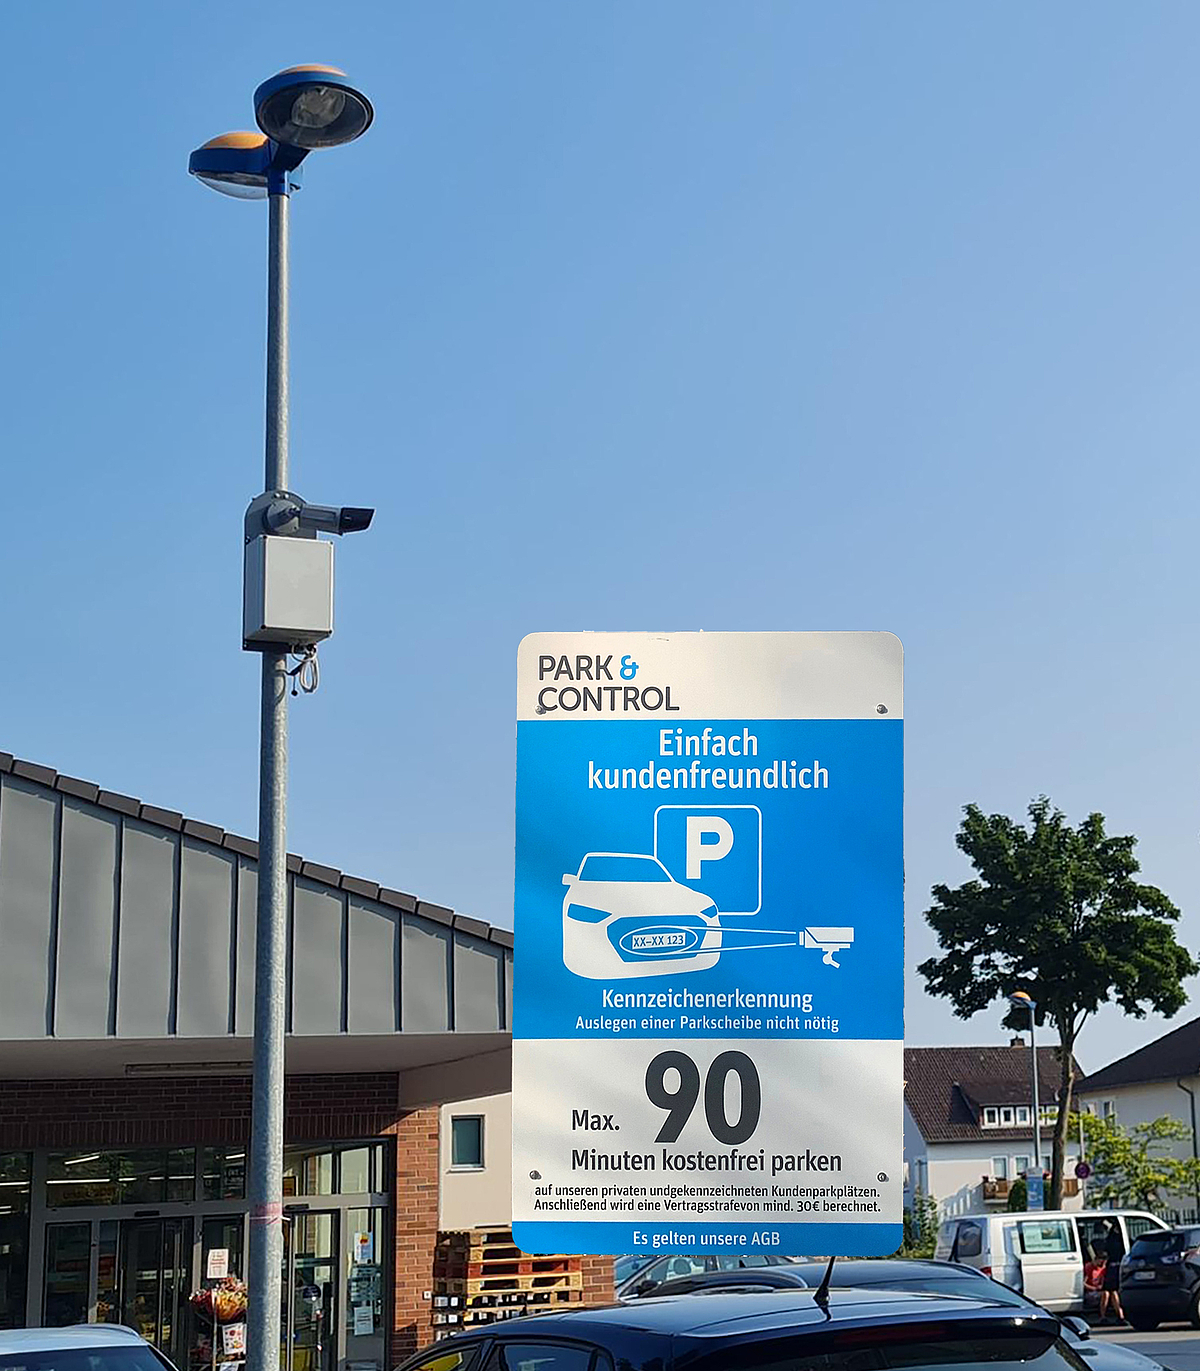 PARK &
CONTROL
Einfach
kundenfreundlich
P
XX–XX 123
Kennzeichenerkennung
Auslegen einer Parkscheibe nicht nötig
Max. 90
Minuten kostenfrei parken
auf unseren privaten undgekennzeichneten Kundenparkplätzen.
Anschließend wird eine Vertragsstrafevon mind. 30€ berechnet.
Es gelten unsere AGB